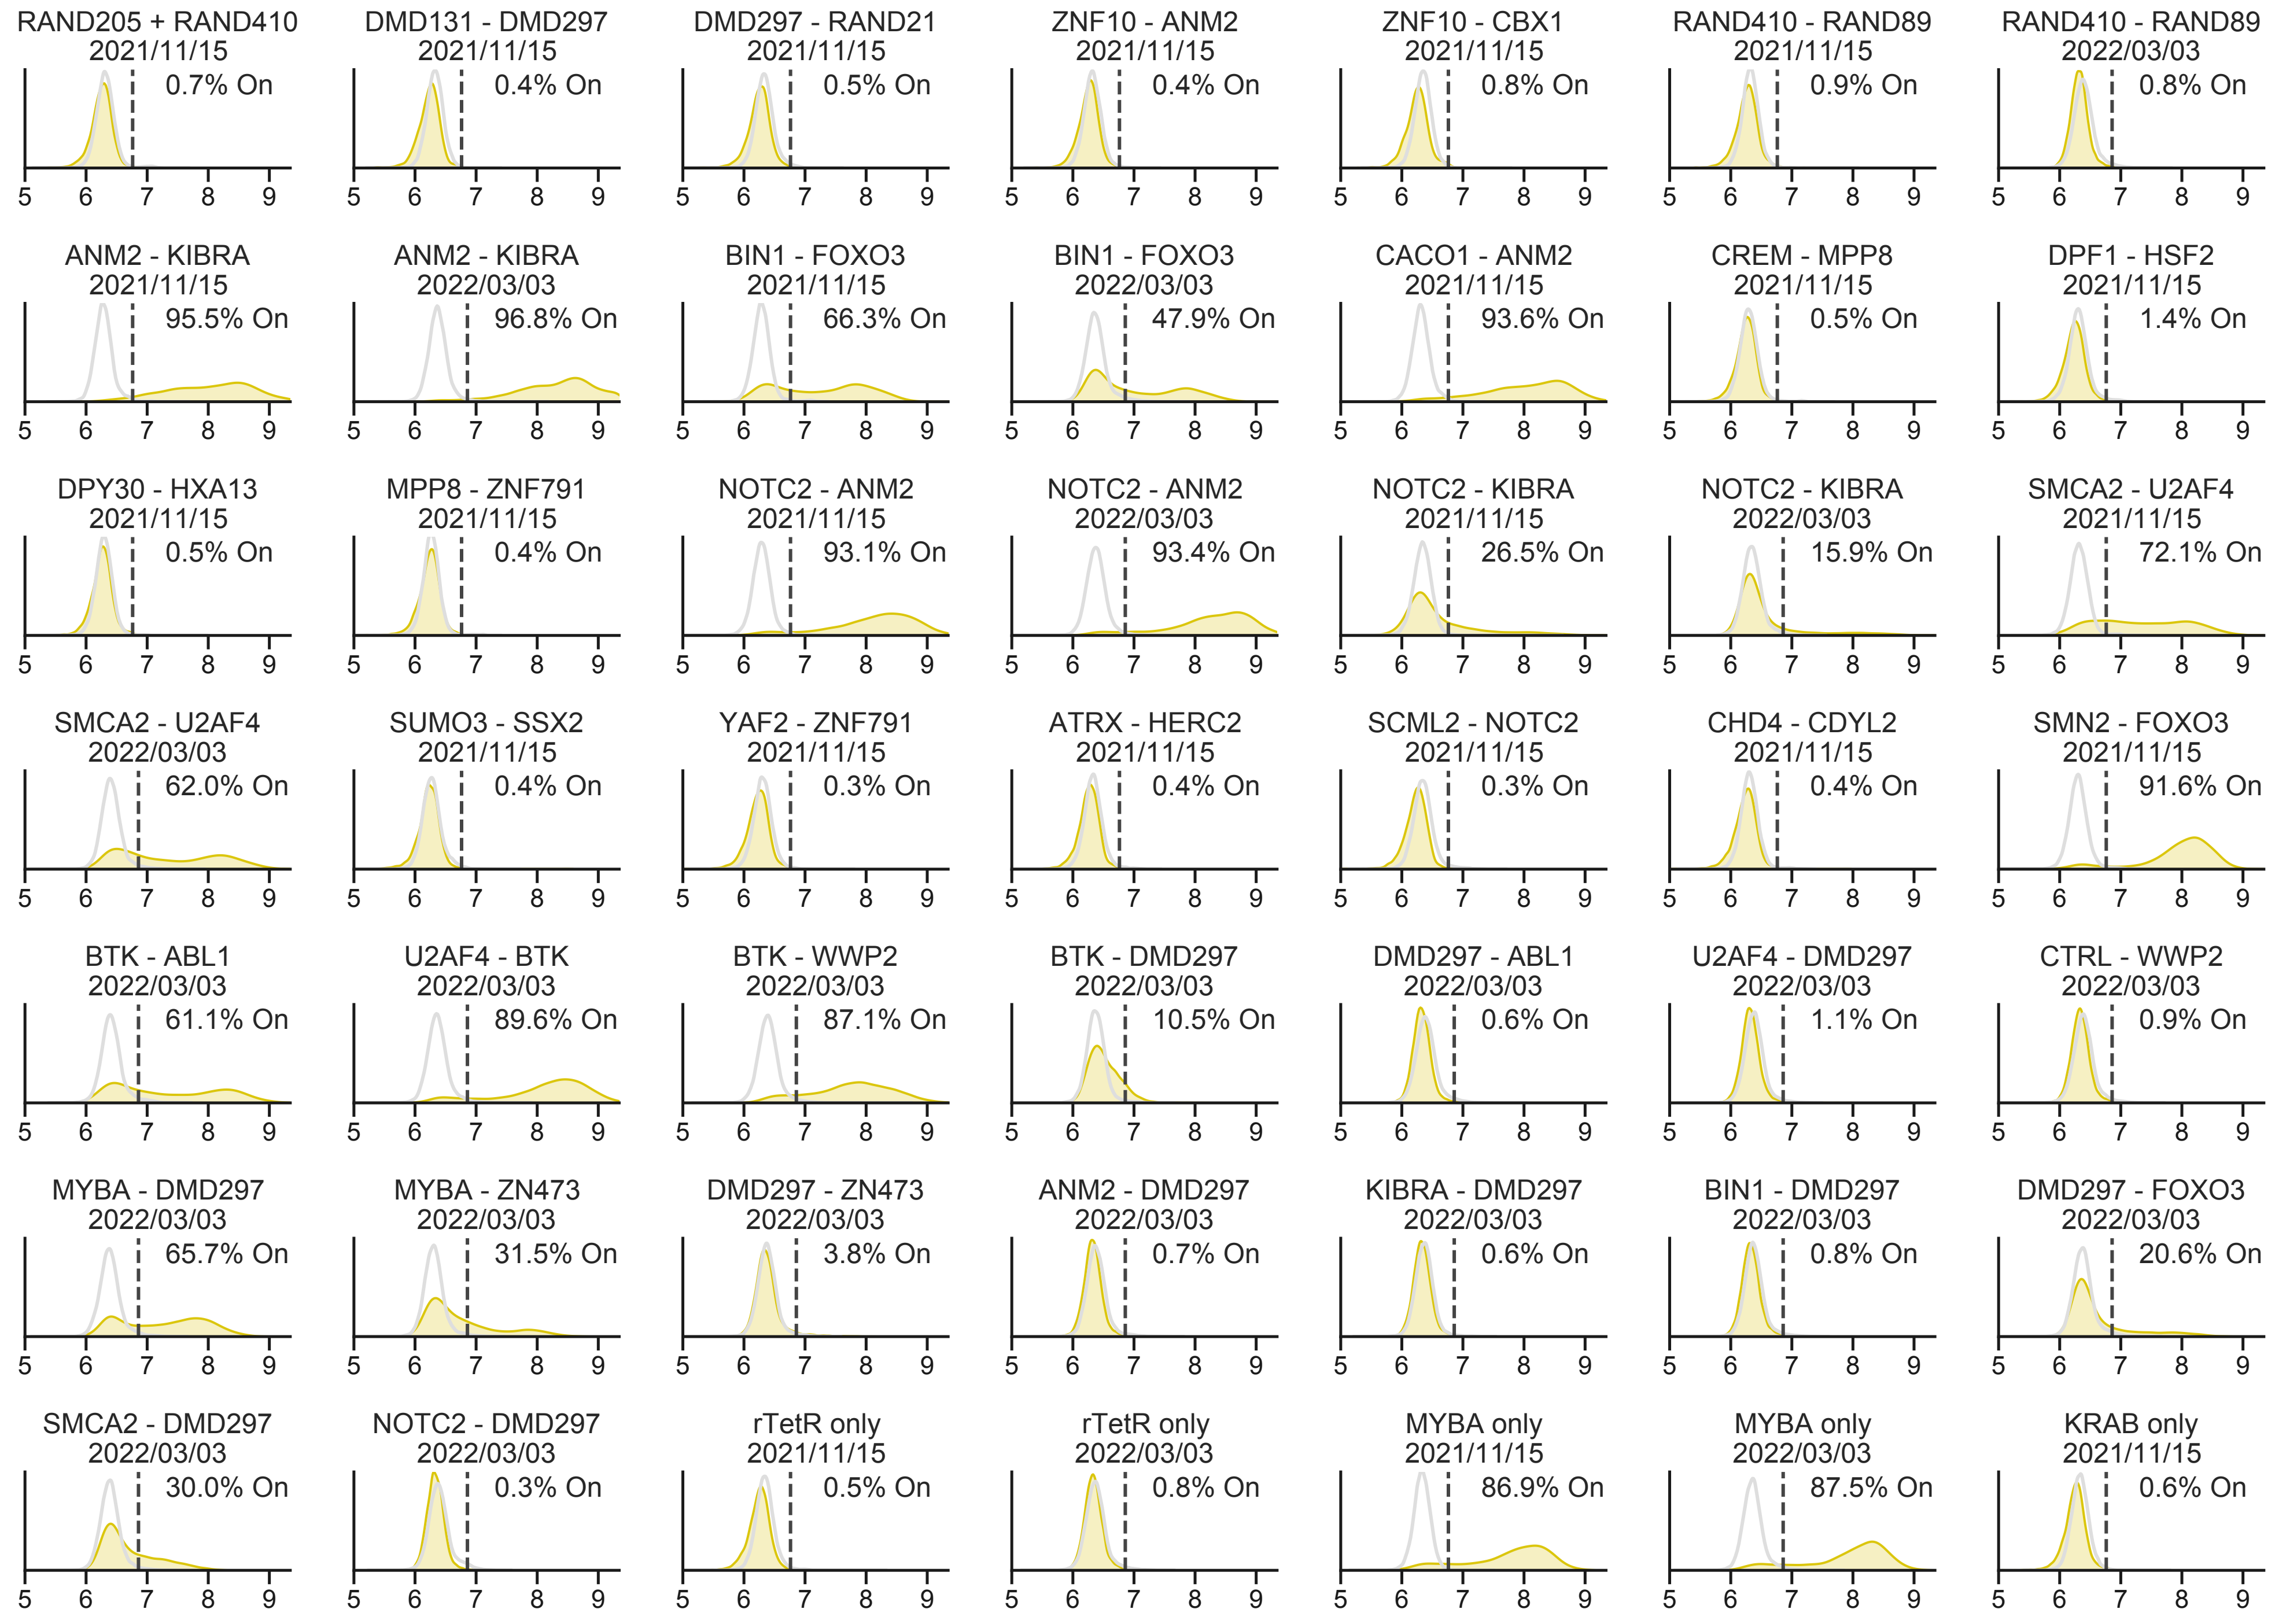 RAND205 + RAND410
2021/11/15
0.7% On
5 6 7 8 9
DMD131 - DMD297
2021/11/15
0.4% On
5 6 7 8 9
DMD297 - RAND21
2021/11/15
0.5% On
5 6 7 8 9
ZNF10 - ANM2
2021/11/15
0.4% On
5 6 7 8 9
ZNF10 - CBX1
2021/11/15
0.8% On
5 6 7 8 9
RAND410 - RAND89
2021/11/15
0.9% On
5 6 7 8 9
RAND410 - RAND89
2022/03/03
0.8% On
5 6 7 8 9
ANM2 - KIBRA
2021/11/15
95.5% On
5 6 7 8 9
ANM2 - KIBRA
2022/03/03
96.8% On
5 6 7 8 9
BIN1 - FOXO3
2021/11/15
66.3% On
5 6 7 8 9
BIN1 - FOXO3
2022/03/03
47.9% On
5 6 7 8 9
CACO1 - ANM2
2021/11/15
93.6% On
5 6 7 8 9
CREM - MPP8
2021/11/15
0.5% On
5 6 7 8 9
DPF1 - HSF2
2021/11/15
1.4% On
5 6 7 8 9
DPY30 - HXA13
2021/11/15
0.5% On
5 6 7 8 9
MPP8 - ZNF791
2021/11/15
0.4% On
5 6 7 8 9
NOTC2 - ANM2
2021/11/15
93.1% On
5 6 7 8 9
NOTC2 - ANM2
2022/03/03
93.4% On
5 6 7 8 9
NOTC2 - KIBRA
2021/11/15
26.5% On
5 6 7 8 9
NOTC2 - KIBRA
2022/03/03
15.9% On
5 6 7 8 9
SMCA2 - U2AF4
2021/11/15
72.1% On
5 6 7 8 9
SMCA2 - U2AF4
2022/03/03
62.0% On
5 6 7 8 9
SUMO3 - SSX2
2021/11/15
0.4% On
5 6 7 8 9
YAF2 - ZNF791
2021/11/15
0.3% On
5 6 7 8 9
ATRX - HERC2
2021/11/15
0.4% On
5 6 7 8 9
SCML2 - NOTC2
2021/11/15
0.3% On
5 6 7 8 9
CHD4 - CDYL2
2021/11/15
0.4% On
5 6 7 8 9
SMN2 - FOXO3
2021/11/15
91.6% On
5 6 7 8 9
BTK - ABL1
2022/03/03
61.1% On
5 6 7 8 9
U2AF4 - BTK
2022/03/03
89.6% On
5 6 7 8 9
BTK - WWP2
2022/03/03
87.1% On
5 6 7 8 9
BTK - DMD297
2022/03/03
10.5% On
5 6 7 8 9
DMD297 - ABL1
2022/03/03
0.6% On
5 6 7 8 9
U2AF4 - DMD297
2022/03/03
1.1% On
5 6 7 8 9
CTRL - WWP2
2022/03/03
0.9% On
5 6 7 8 9
MYBA - DMD297
2022/03/03
65.7% On
5 6 7 8 9
MYBA - ZN473
2022/03/03
31.5% On
5 6 7 8 9
DMD297 - ZN473
2022/03/03
3.8% On
5 6 7 8 9
ANM2 - DMD297
2022/03/03
0.7% On
5 6 7 8 9
KIBRA - DMD297
2022/03/03
0.6% On
5 6 7 8 9
BIN1 - DMD297
2022/03/03
0.8% On
5 6 7 8 9
DMD297 - FOXO3
2022/03/03
20.6% On
5 6 7 8 9
SMCA2 - DMD297
2022/03/03
30.0% On
5 6 7 8 9
NOTC2 - DMD297
2022/03/03
0.3% On
5 6 7 8 9
rTetR only
2021/11/15
0.5% On
5 6 7 8 9
rTetR only
2022/03/03
0.8% On
5 6 7 8 9
MYBA only
2021/11/15
86.9% On
5 6 7 8 9
MYBA only
2022/03/03
87.5% On
5 6 7 8 9
KRAB only
2021/11/15
0.6% On
5 6 7 8 9